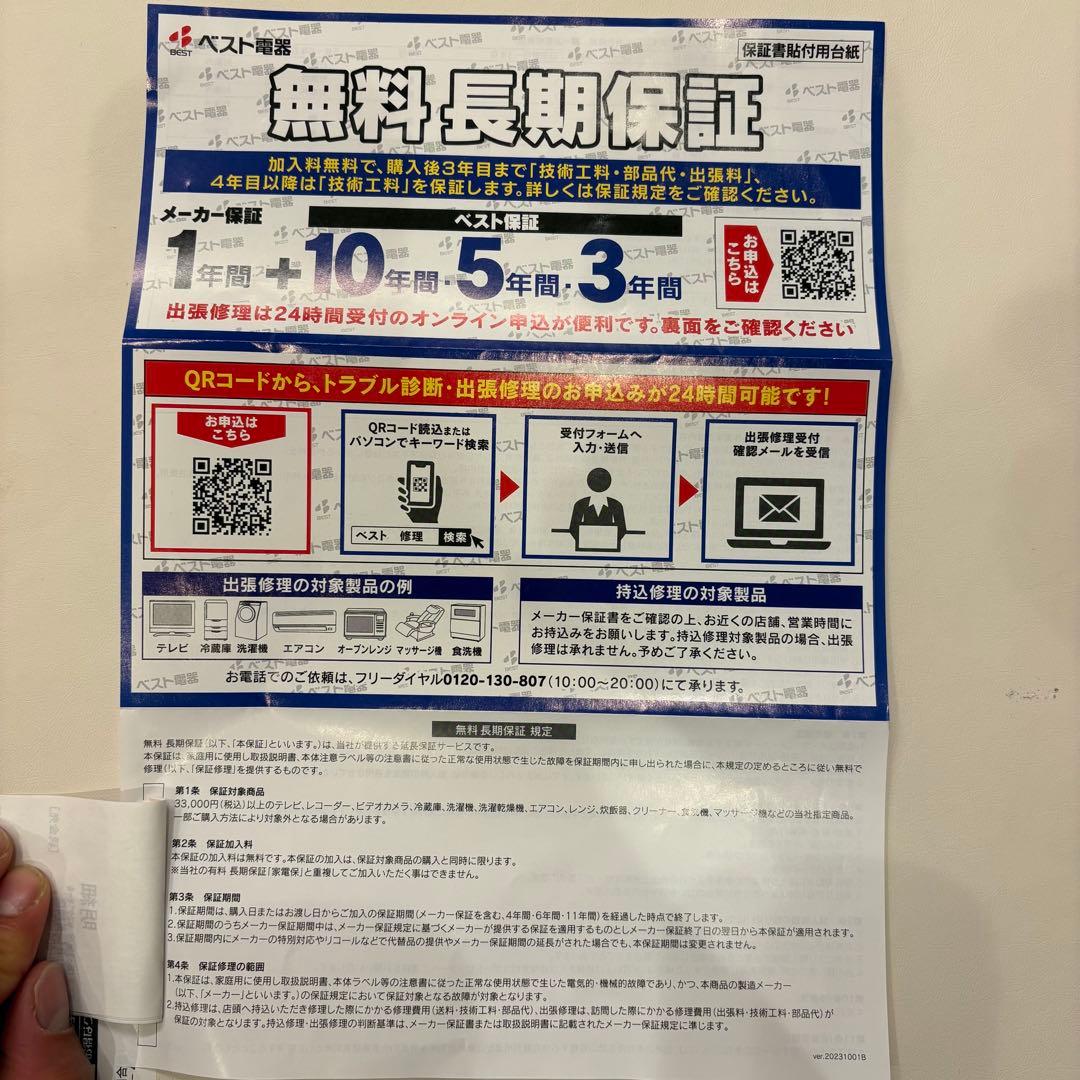 BEST ベスト電器
保証書貼付用台紙
無料長期保証
加入料無料で、購入後3年目まで「技術工料・部品代・出張料」、
4年目以降は「技術工料」を保証します。詳しくは保証規定をご確認ください。
メーカー保証
ベスト保証
1年間+10年間・5年間・3年間
お申込は
こちら
出張修理は24時間受付のオンライン申込が便利です。裏面をご確認ください
QRコードから、トラブル診断・出張修理のお申込みが24時間可能です!
お申込は
こちら
QRコード読込または
パソコンでキーワード検索
ベスト 修理 検索
受付フォームへ
入力・送信
出張修理受付
確認メールを受信
出張修理の対象製品の例
テレビ 冷蔵庫 洗濯機 エアコン オーブンレンジ マッサージ機 食洗機
持込修理の対象製品
メーカー保証書をご確認の上、お近くの店舗、営業時間に
お持込みをお願いします。持込修理対象製品の場合、出張
修理は承れません。予めご了承ください。
お電話でのご依頼は、フリーダイヤル0120-130-807(10:00〜20:00)にて承ります。
無料 長期保証 規定
無料 長期保証(以下、「本保証」といいます。)は、当社が提供する延長保証サービスです。
本保証は、家庭用に使用し取扱説明書、本体注意ラベル等の注意書に従った正常な使用状態で生じた故障を保証期間内に申し出られた場合に、本規定の定めるところに従い無料で
修理(以下、「保証修理」を提供するものです。
第1条 保証対象商品
33,000円(税込)以上のテレビ、レコーダー、ビデオカメラ、冷蔵庫、洗濯機、洗濯乾燥機、エアコン、レンジ、炊飯器、クリーナー、食洗機、マッサージ機などの当社指定商品。
一部ご購入方法により対象外となる場合があります。
第2条 保証加入料
本保証の加入料は無料です。本保証の加入は、保証対象商品の購入と同時に限ります。
※当社の有料 長期保証「家電保」と重複してご加入いただく事はできません。
第3条 保証期間
1.保証期間は、購入日またはお渡し日からご加入の保証期間(メーカー保証を含む、4年間・6年間・11年間)を経過した時点で終了します。
2.保証期間のうちメーカー保証期間中は、メーカー保証規定に基づくメーカーが提供する保証を適用するものとしメーカー保証終了日の翌日から本保証が適用されます。
3.保証期間内にメーカーの特別対応やリコールなどで代替品の提供やメーカー保証期間の延長がされた場合でも、本保証期間は変更されません。
第4条 保証修理の範囲
1.本保証は、家庭用に使用し取扱説明書、本体ラベル等の注意書に従った正常な使用状態で生じた電気的・機械的故障であり、かつ、本商品の製造メーカー
(以下、「メーカー」といいます。)の保証規定において保証対象となる故障が対象となります。
2.持込修理は、店頭へ持込いただき修理した際にかかる修理費用(送料・技術工料・部品代)、出張修理は、訪問した際にかかる修理費用(出張料・技術工料・部品代)が
保証の対象となります。持込修理・出張修理の判断基準は、メーカー保証書または取扱説明書に記載されたメーカー保証規定に準じます。
ver.20231001B